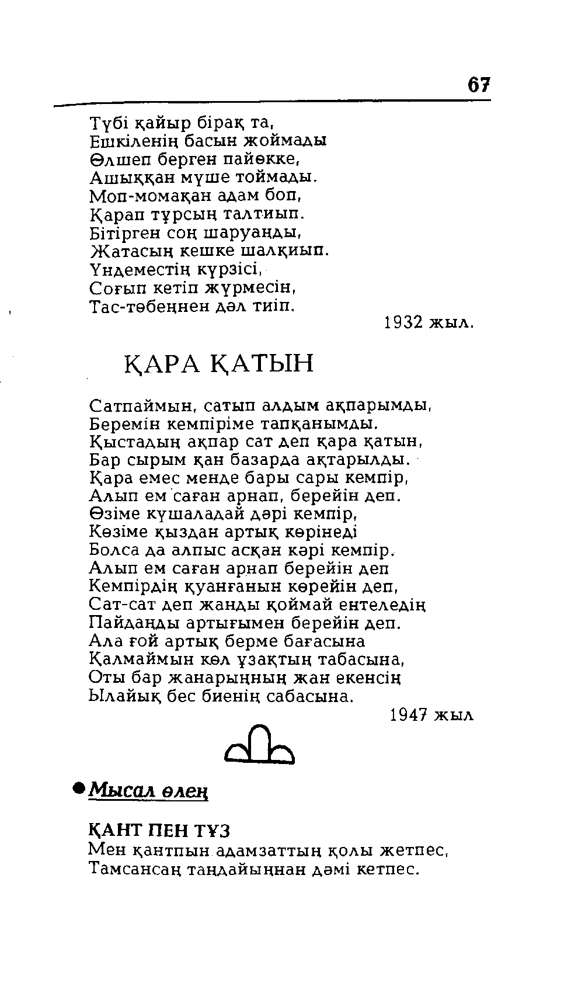 67
Түбі қайыр бірақ та,
Ешкіленің басын жоймады
Өлшеп берген пайөкке,
Ашыққан мүше тоймады.
Моп-момақан адам боп,
Қарап тұрсың талтиып.
Бітірген соң шаруаңды,
Жатасың кешке шалқиып.
Үндеместің күрзісі,
Соғып кетіп жүрмесін,
Тас-төбеңнен дәл тиіп.
1932 жыл.
ҚАРА ҚАТЫН
Сатпаймын, сатып алдым ақпарымды,
Беремін кемпіріме тапқанымды.
Қыстадың ақпар сат деп қара қатын,
Бар сырым қан базарда ақтарылды.
Қара емес менде бары сары кемпір,
Алып ем саған арнап, берейін деп.
Өзіме күшаладай дәрі кемпір,
Көзіме қыздан артық көрінеді
Болса да алпыс асқан кәрі кемпір.
Алып ем саған арнап берейін деп
Кемпірдің қуанғанын көрейін деп,
Сат-сат деп жанды қоймай ентеледің
Пайдаңды артығымен берейін деп.
Ала ғой артық берме бағасына
Қалмаймын көл ұзақтың табасына,
Оты бар жанарыңның жан екенсің
Ылайық бес биенің сабасына.
1947 жыл
●Мысал өлең
ҚАНТ ПЕН ТҰЗ
Мен қантпын адамзаттың қолы жетпес,
Тамсансаң таңдайыңнан дәмі кетпес.